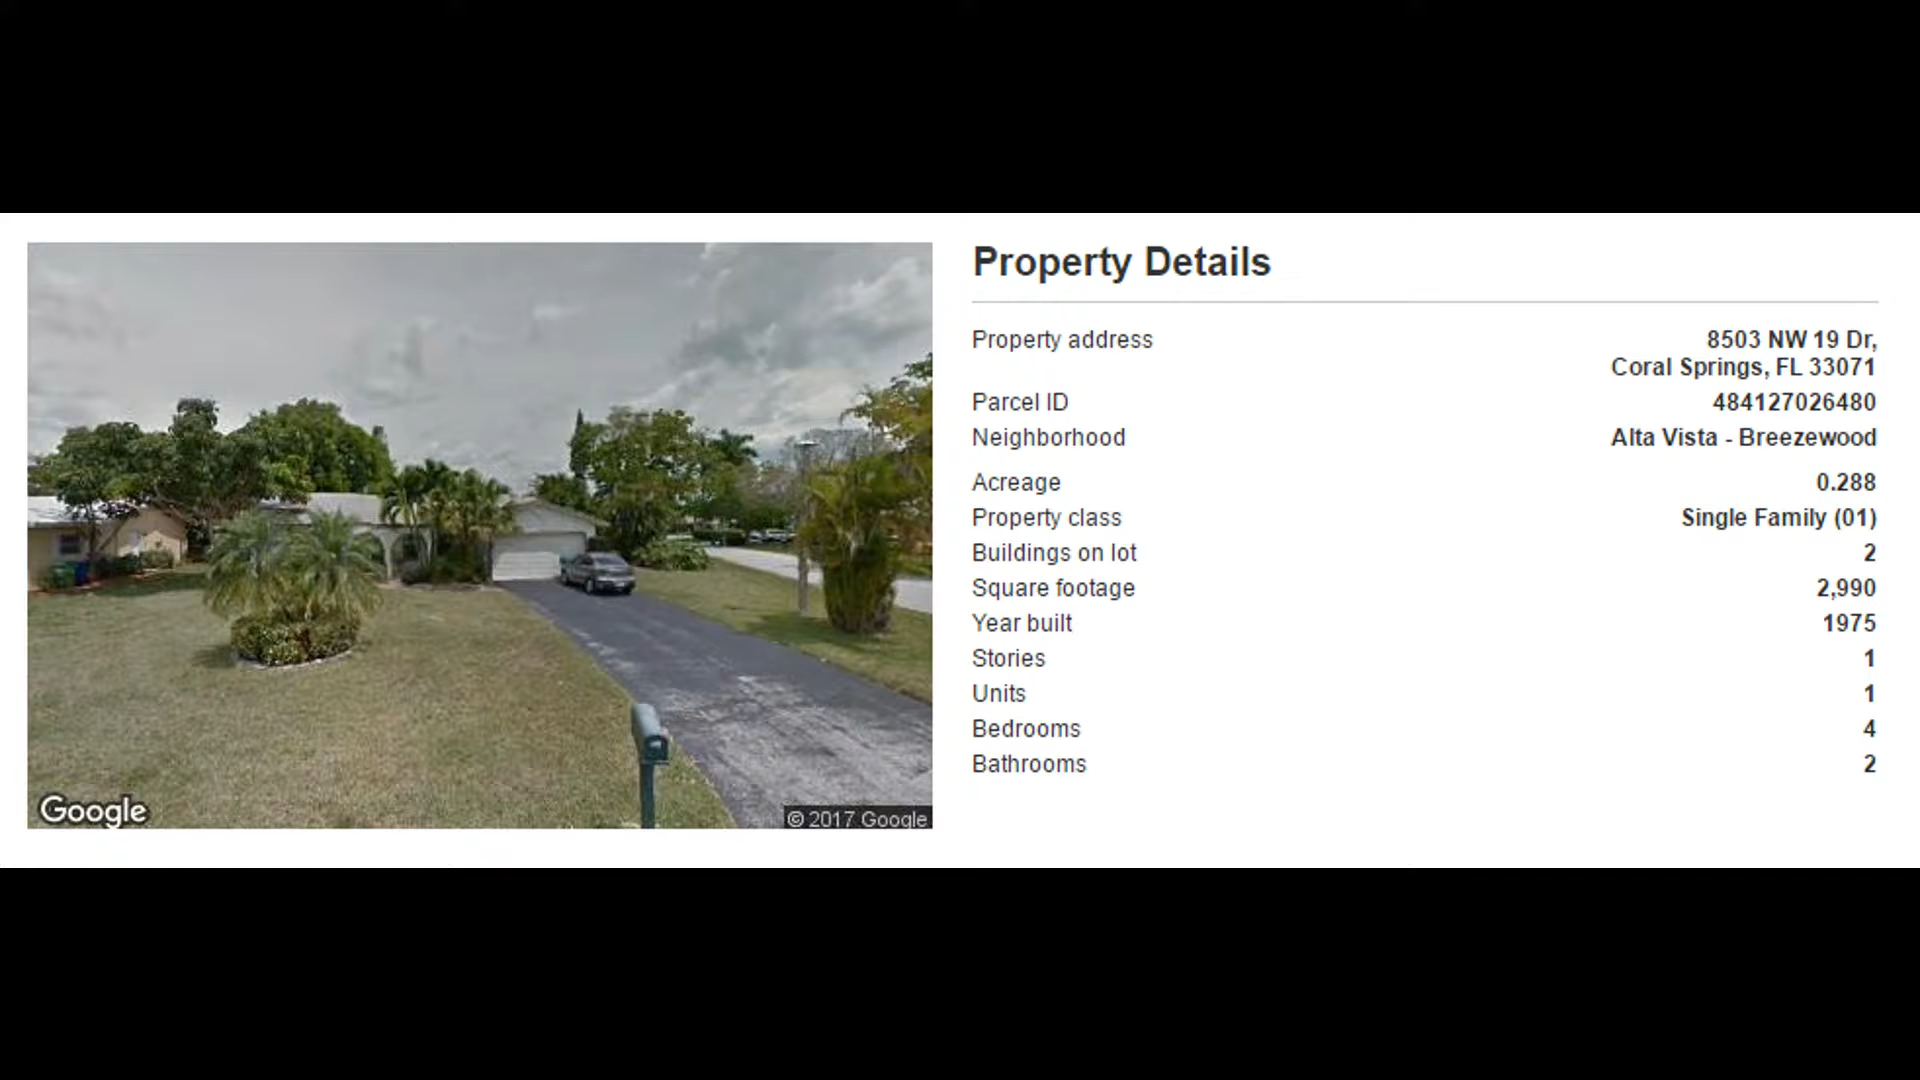 Property Details
Property address 8503 NW 19 Dr,
Coral Springs, FL 33071
Parcel ID 484127026480
Neighborhood Alta Vista - Breezewood
Acreage 0.288
Property class Single Family (01)
Buildings on lot 2
Square footage 2,990
Year built 1975
Stories 1
Units 1
Bedrooms 4
Bathrooms 2
Google
© 2017 Google